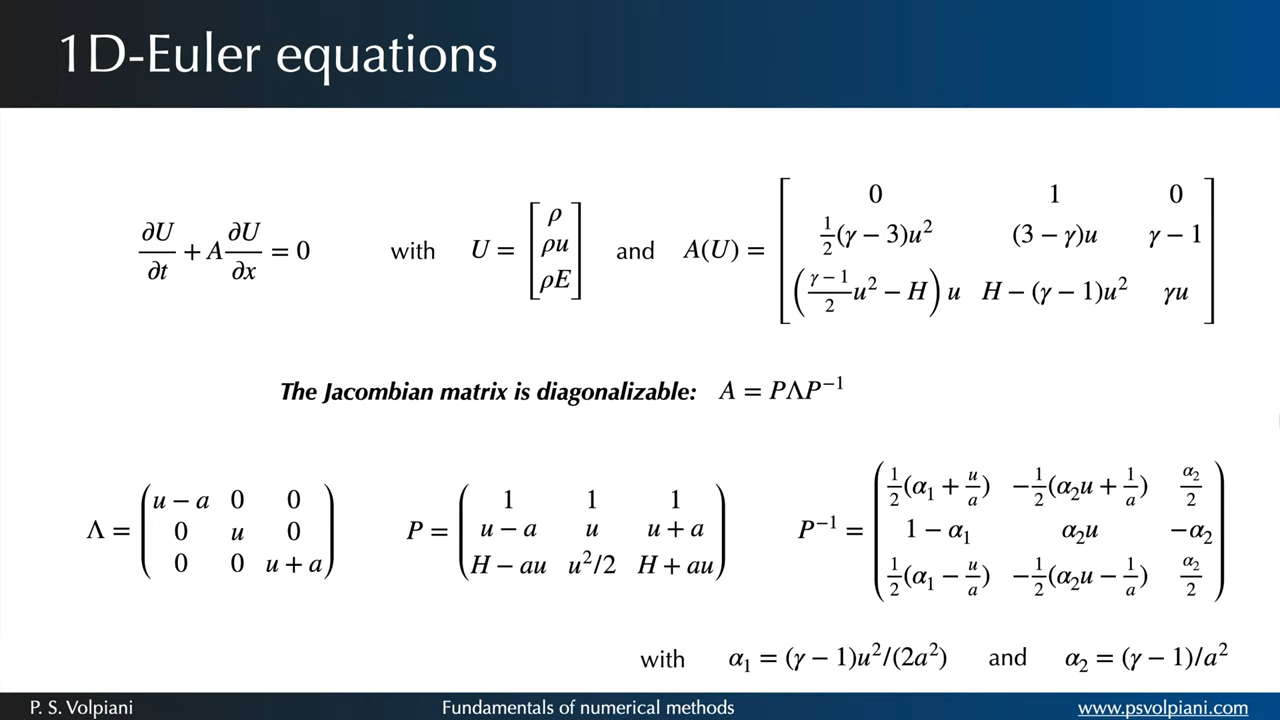 1D-Euler equations
∂U/∂t + A ∂U/∂x = 0 with U = [ρ; ρu; ρE] and A(U) = [0 1 0; ½(γ − 3)u² (3 − γ)u γ − 1; ((γ − 1)/2 u² − H) u H − (γ − 1)u² γu]
The Jacombian matrix is diagonalizable: A = PΛP⁻¹
Λ = (u − a 0 0; 0 u 0; 0 0 u + a) P = (1 1 1; u − a u u + a; H − au u²/2 H + au) P⁻¹ = (½(α₁ + u/a) −½(α₂u + 1/a) α₂/2; 1 − α₁ α₂u −α₂; ½(α₁ − u/a) −½(α₂u − 1/a) α₂/2)
with α₁ = (γ − 1)u²/(2a²) and α₂ = (γ − 1)/a²
P. S. Volpiani Fundamentals of numerical methods www.psvolpiani.com